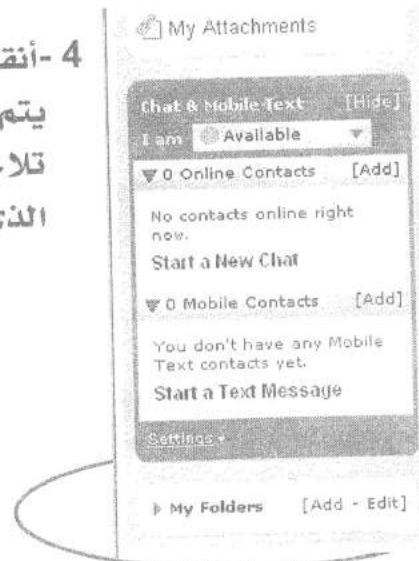 My Attachments
Chat & Mobile Text [Hide]
I am Available
0 Online Contacts [Add]
No contacts online right
now.
Start a New Chat
0 Mobile Contacts [Add]
You don't have any Mobile
Text contacts yet.
Start a Text Message
Settings
My Folders [Add - Edit]
4 -أنقـ
يتم
تلا
الذ